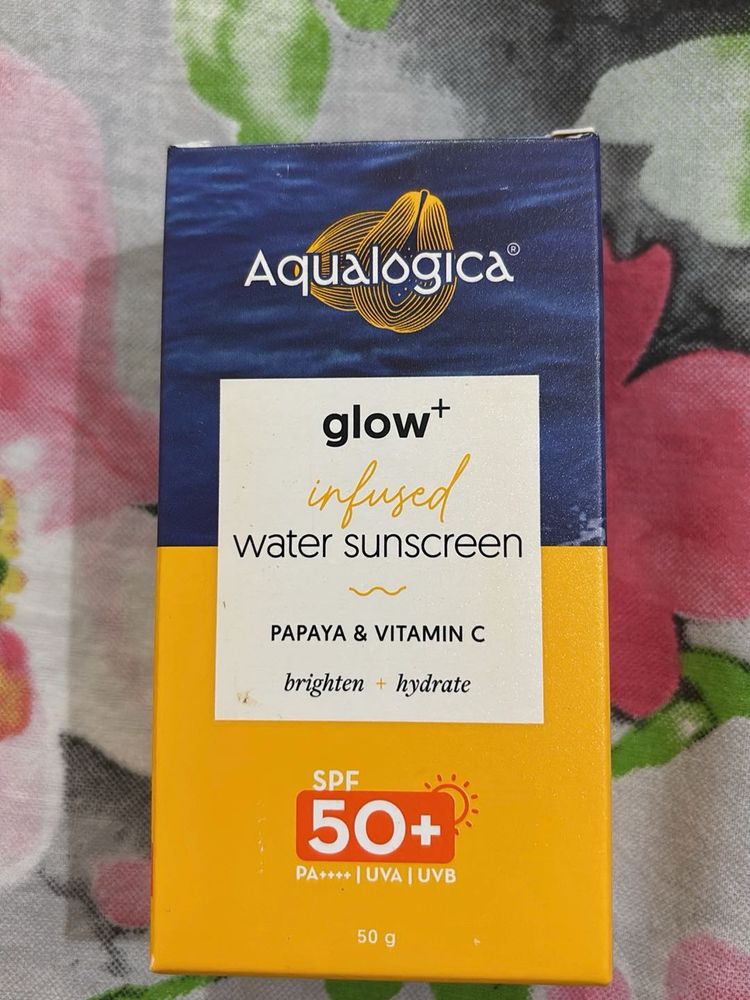 Aqualogica®
glow+
infused
water sunscreen
PAPAYA & VITAMIN C
brighten + hydrate
SPF
50+
PA++++ | UVA | UVB
50 g